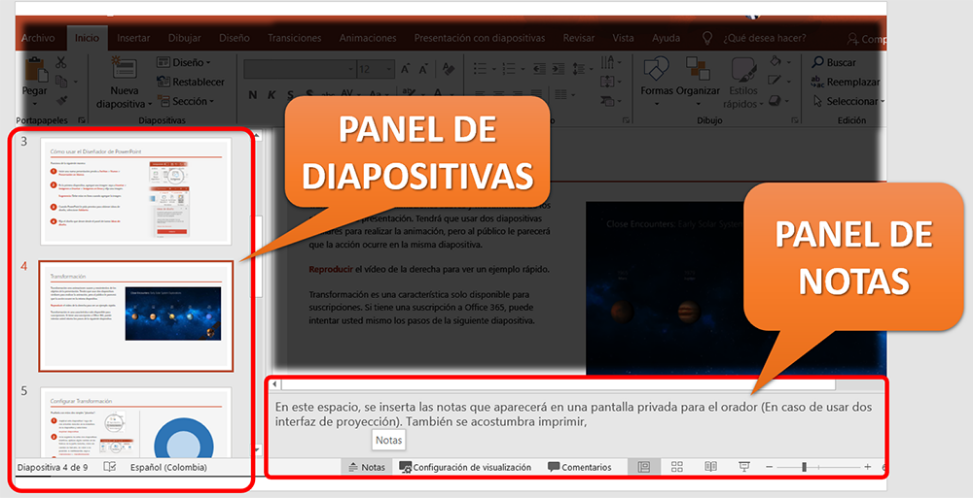 Archivo Inicio Insertar Dibujar Diseño Transiciones Animaciones Presentación con diapositivas Revisar Vista Ayuda ¿Qué desea hacer? Comp
Pegar
Nueva diapositiva
Diseño
Restablecer
Sección
12
N K S S
Formas Organizar Estilos rápidos
Buscar
Reemplazar
Seleccionar
Portapapeles Diapositivas Dibujo Edición
PANEL DE
DIAPOSITIVAS
3
Cómo usar el Diseñador de PowerPoint
4
Transformación
5
Configurar Transformación
presentación. Tendrá que usar dos diapositivas
para realizar la animación, pero al público le parecerá
que la acción ocurre en la misma diapositiva.
Reproducir el vídeo de la derecha para ver un ejemplo rápido.
Transformación es una característica solo disponible para
suscripciones. Si tiene una suscripción a Office 365, puede
intentar usted mismo los pasos de la siguiente diapositiva.
Close Encounters: Early Solar System
PANEL DE
NOTAS
En este espacio, se inserta las notas que aparecerá en una pantalla privada para el orador (En caso de usar dos
interfaz de proyección). También se acostumbra imprimir,
Notas
Diapositiva 4 de 9 Español (Colombia) Notas Configuración de visualización Comentarios